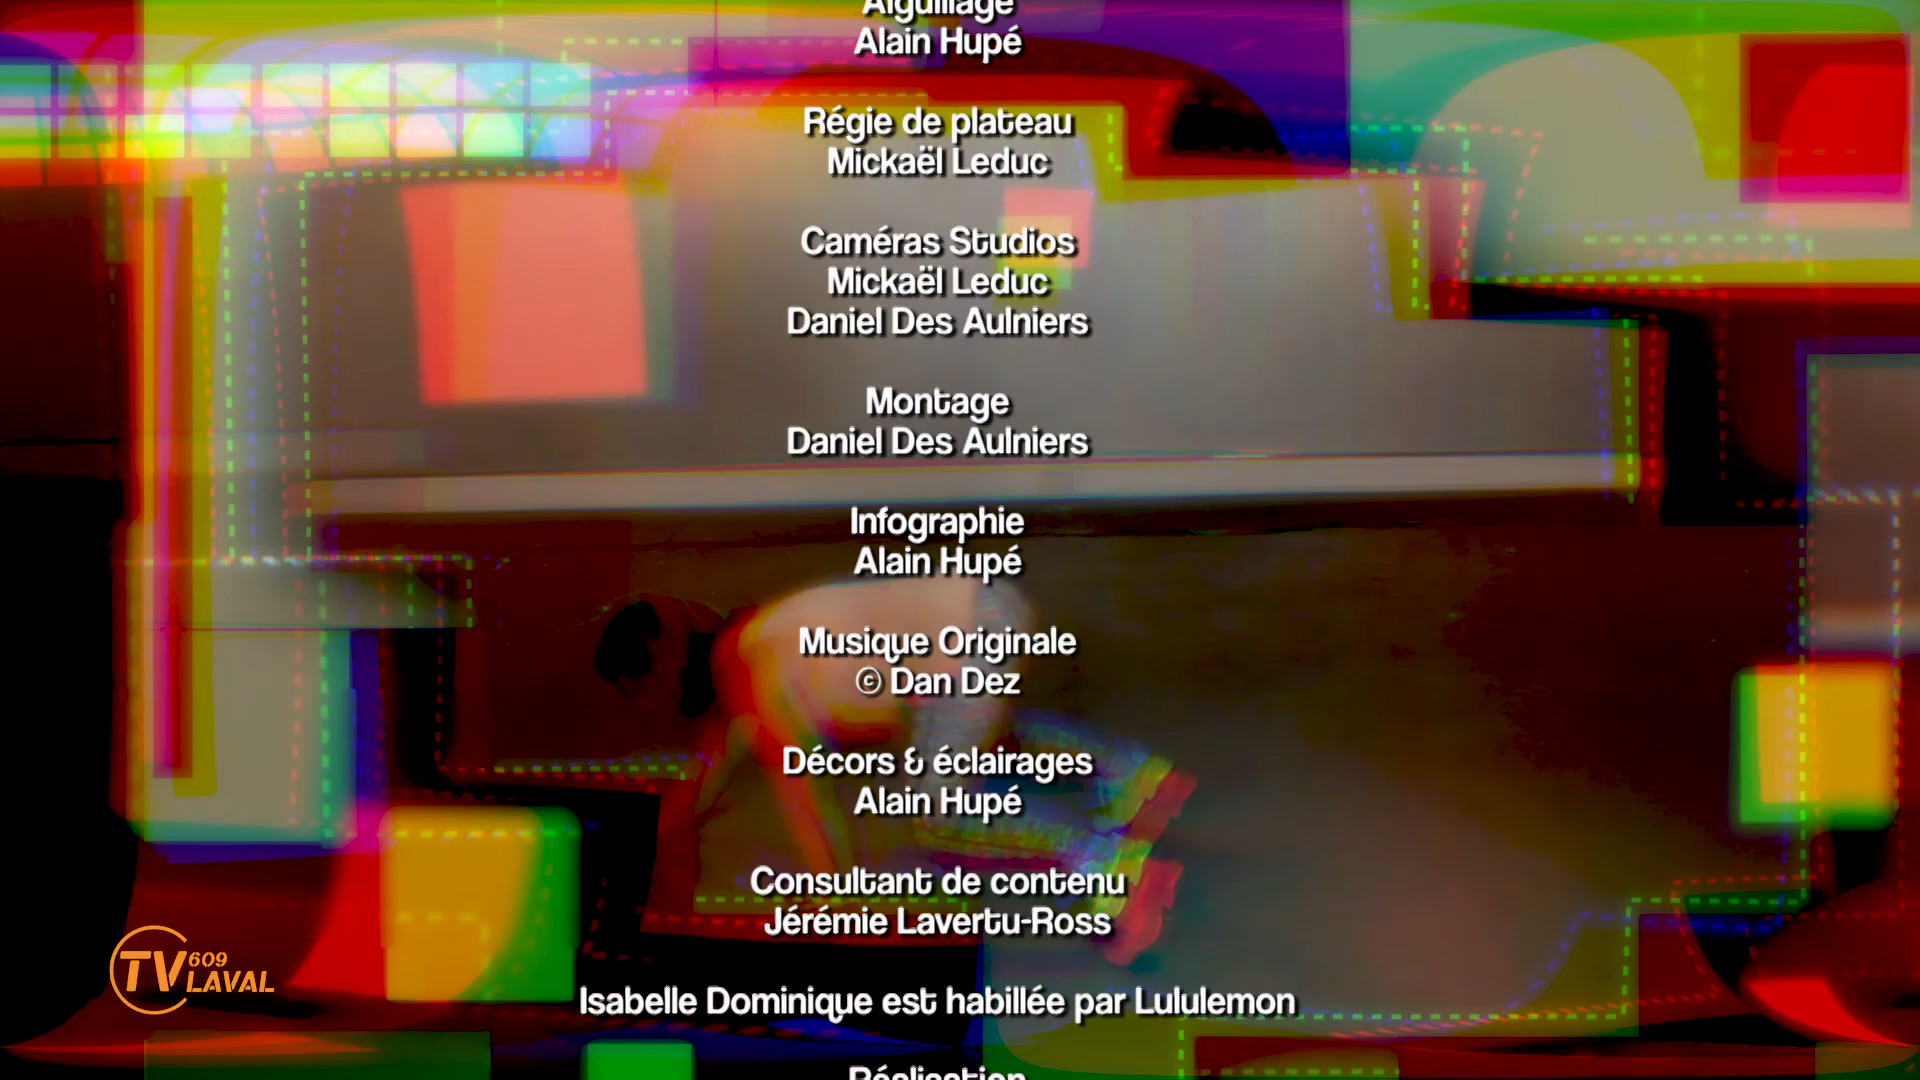 Aiguillage
Alain Hupé
Régie de plateau
Mickaël Leduc
Caméras Studios
Mickaël Leduc
Daniel Des Aulniers
Montage
Daniel Des Aulniers
Infographie
Alain Hupé
Musique Originale
© Dan Dez
Décors & éclairages
Alain Hupé
Consultant de contenu
Jérémie Lavertu-Ross
TV 609
LAVAL
Isabelle Dominique est habillée par Lululemon
Réalisation